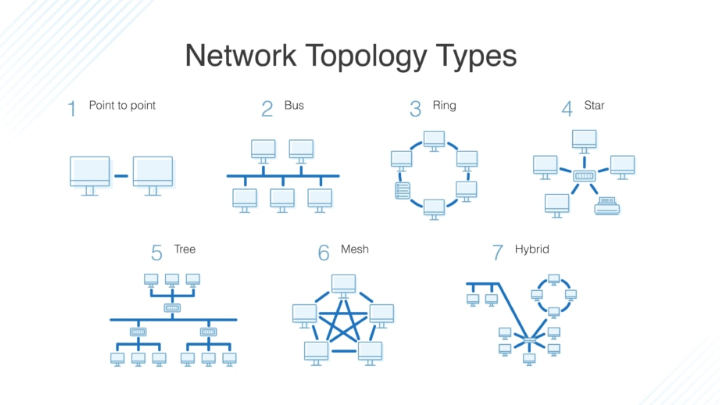 Network Topology Types
1 Point to point
2 Bus
3 Ring
4 Star
5 Tree
6 Mesh
7 Hybrid